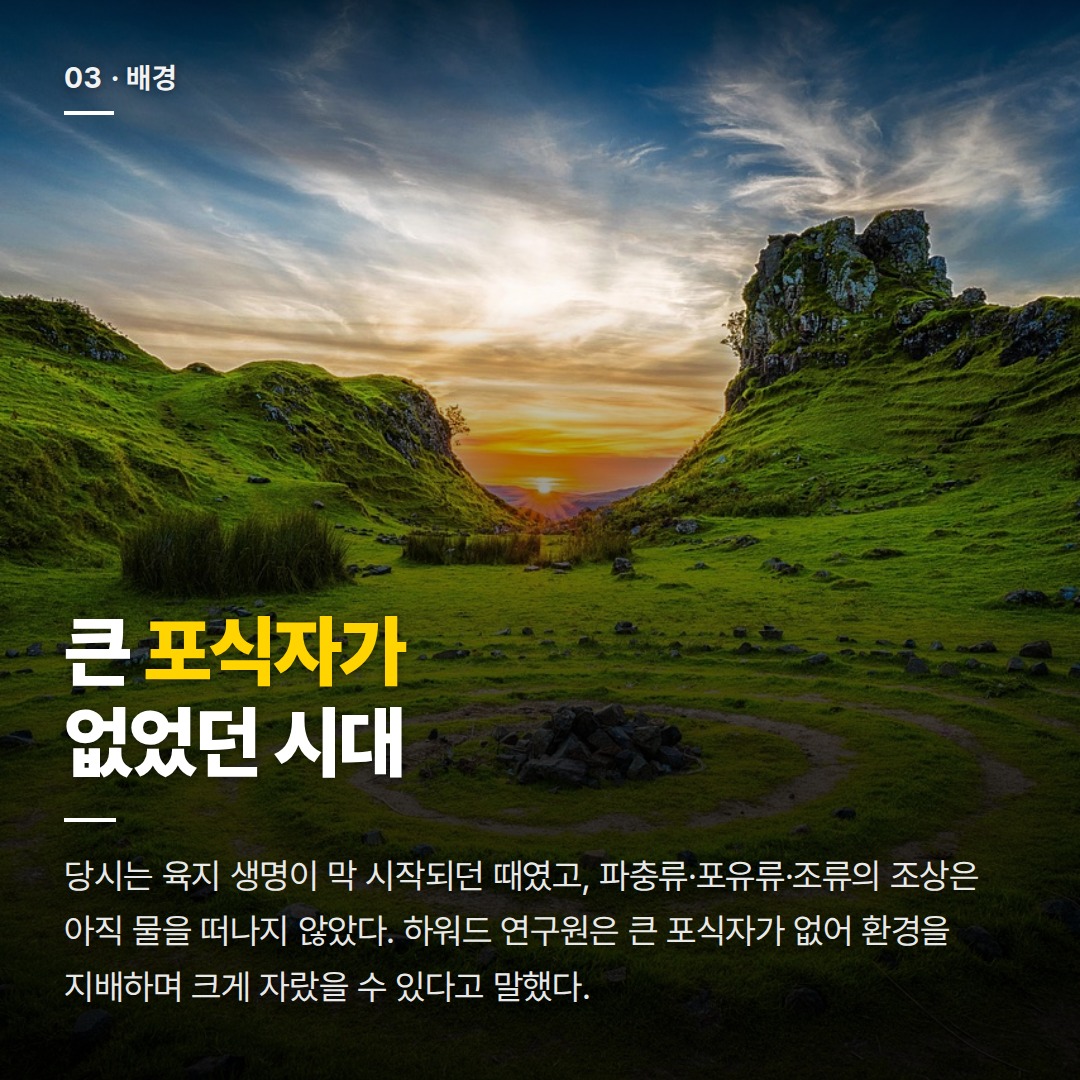 03 · 배경
큰 포식자가
없었던 시대
당시는 육지 생명이 막 시작되던 때였고, 파충류·포유류·조류의 조상은
아직 물을 떠나지 않았다. 하워드 연구원은 큰 포식자가 없어 환경을
지배하며 크게 자랐을 수 있다고 말했다.